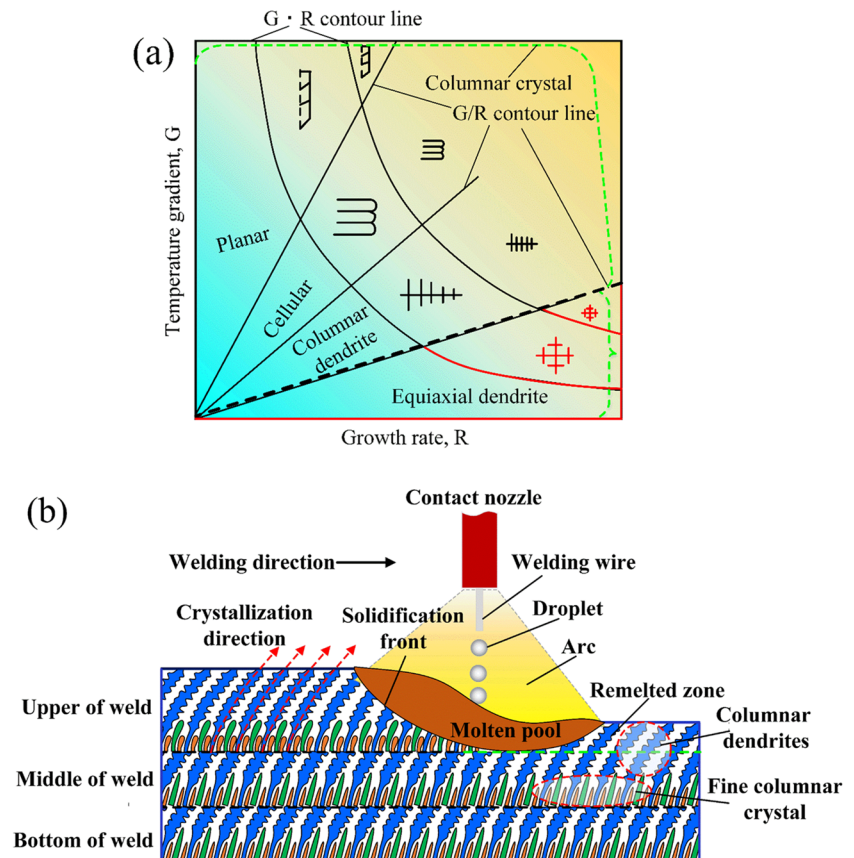 (a)
G · R contour line
Columnar crystal
G/R contour line
Temperature gradient, G
Planar
Cellular
Columnar
dendrite
Equiaxial dendrite
Growth rate, R
(b)
Contact nozzle
Welding direction
Welding wire
Crystallization
direction
Solidification
front
Droplet
Arc
Remelted zone
Upper of weld
Molten pool
Columnar
dendrites
Middle of weld
Fine columnar
crystal
Bottom of weld